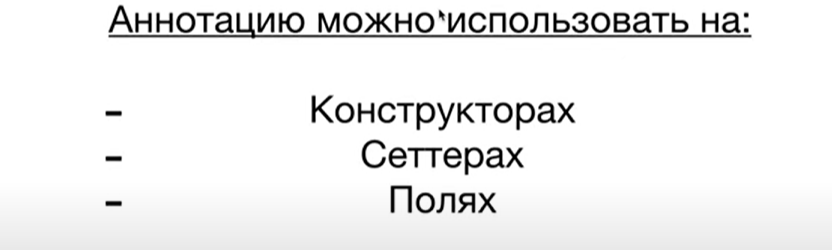 Аннотацию можно использовать на:
- Конструкторах
- Сеттерах
- Полях